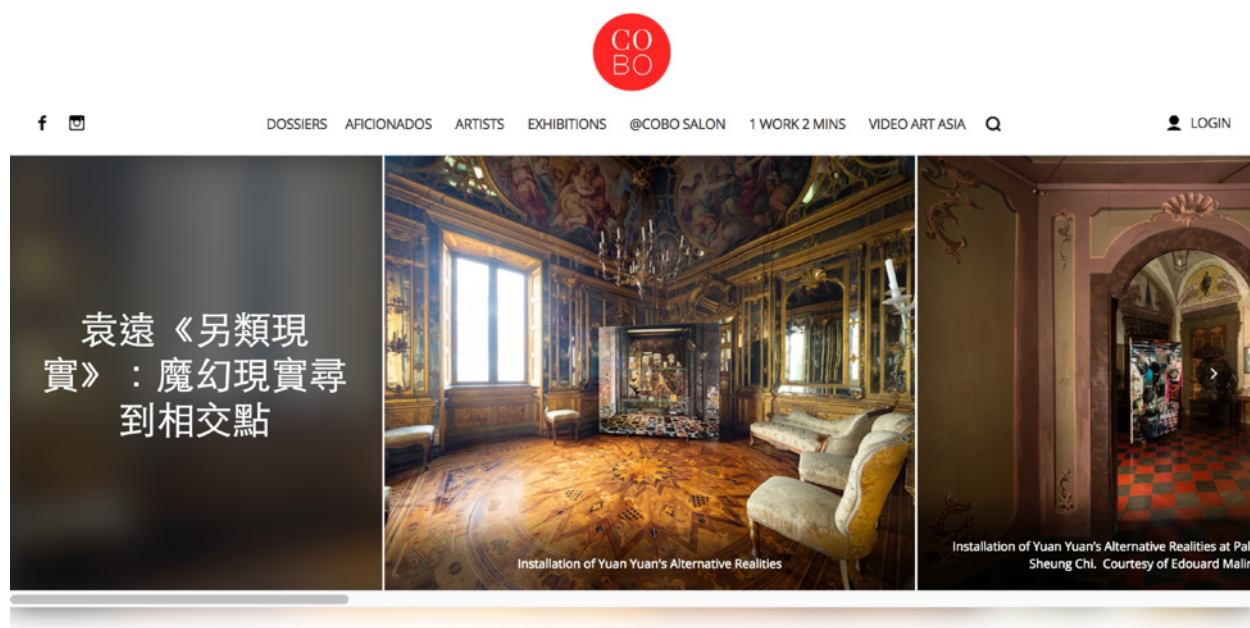 CO
BO
DOSSIERS AFICIONADOS ARTISTS EXHIBITIONS @COBO SALON 1 WORK 2 MINS VIDEO ART ASIA
LOGIN
袁遠《另類現
實》：魔幻現實尋
到相交點
Installation of Yuan Yuan's Alternative Realities
Installation of Yuan Yuan's Alternative Realities at
Sheung Chi. Courtesy of Edouard